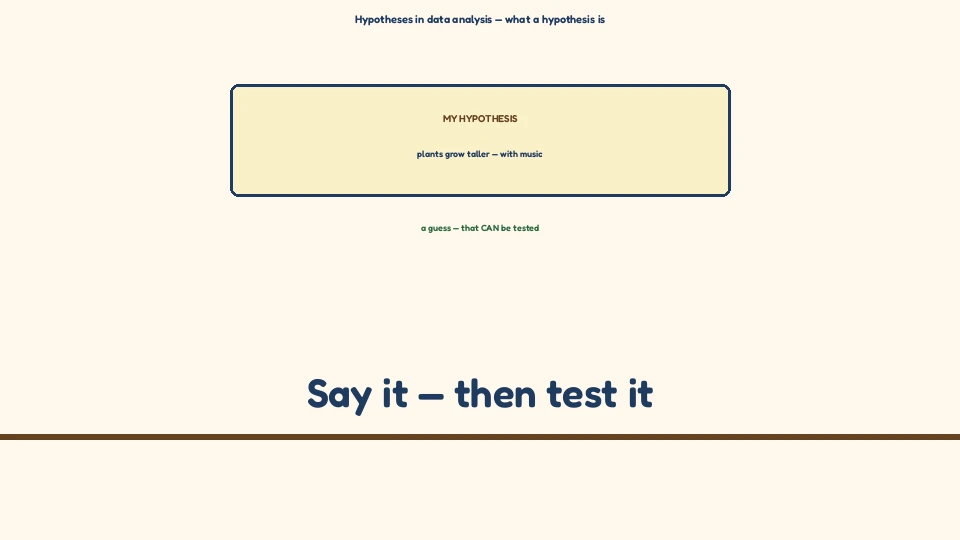 Hypotheses in data analysis — what a hypothesis is
MY HYPOTHESIS
plants grow taller — with music
a guess — that CAN be tested
Say it — then test it